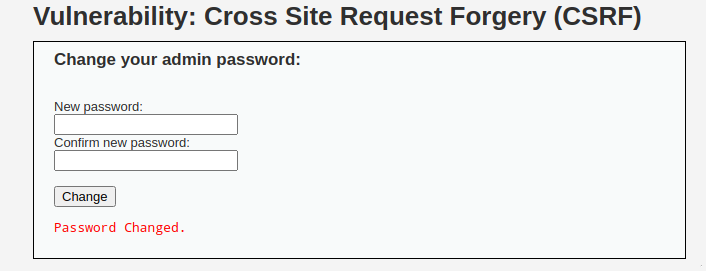 Vulnerability: Cross Site Request Forgery (CSRF)
Change your admin password:
New password:
Confirm new password:
Change
Password Changed.